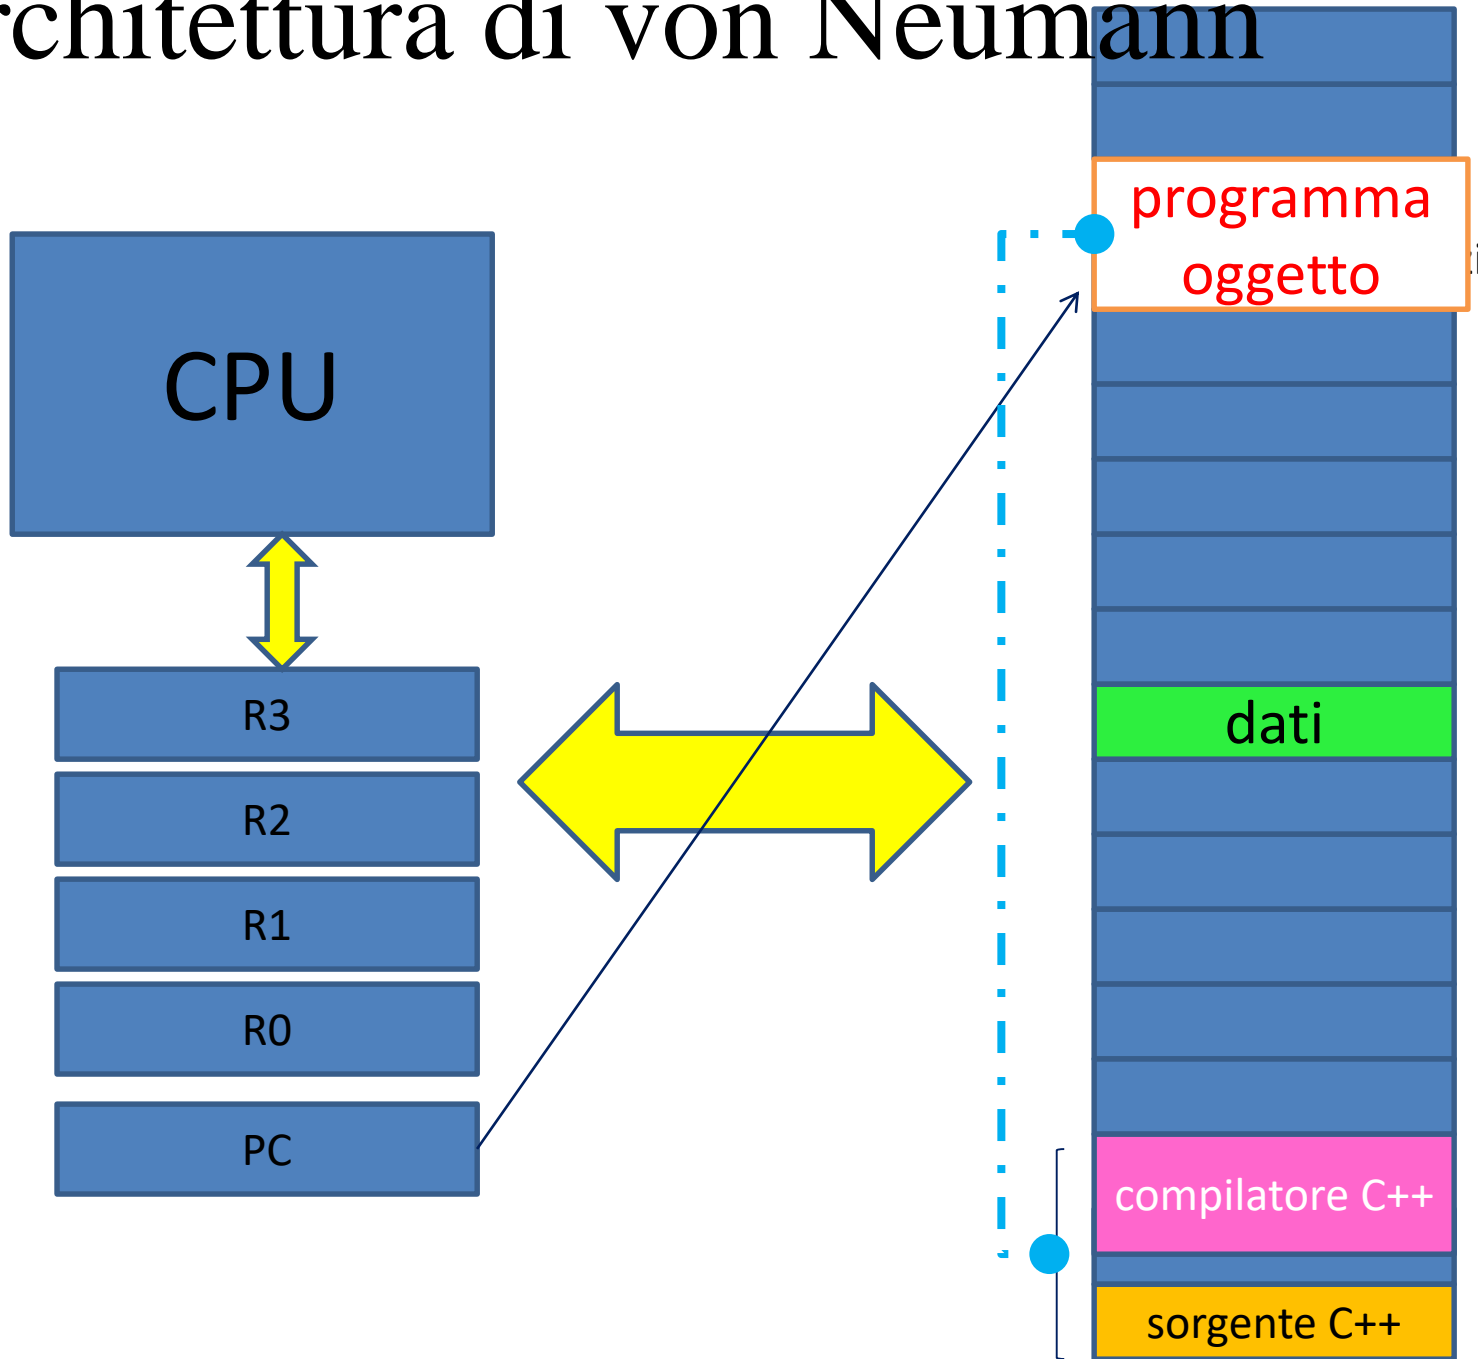 rchitettura di von Neumann
programma
oggetto
CPU
R3
dati
R2
R1
R0
PC
compilatore C++
sorgente C++